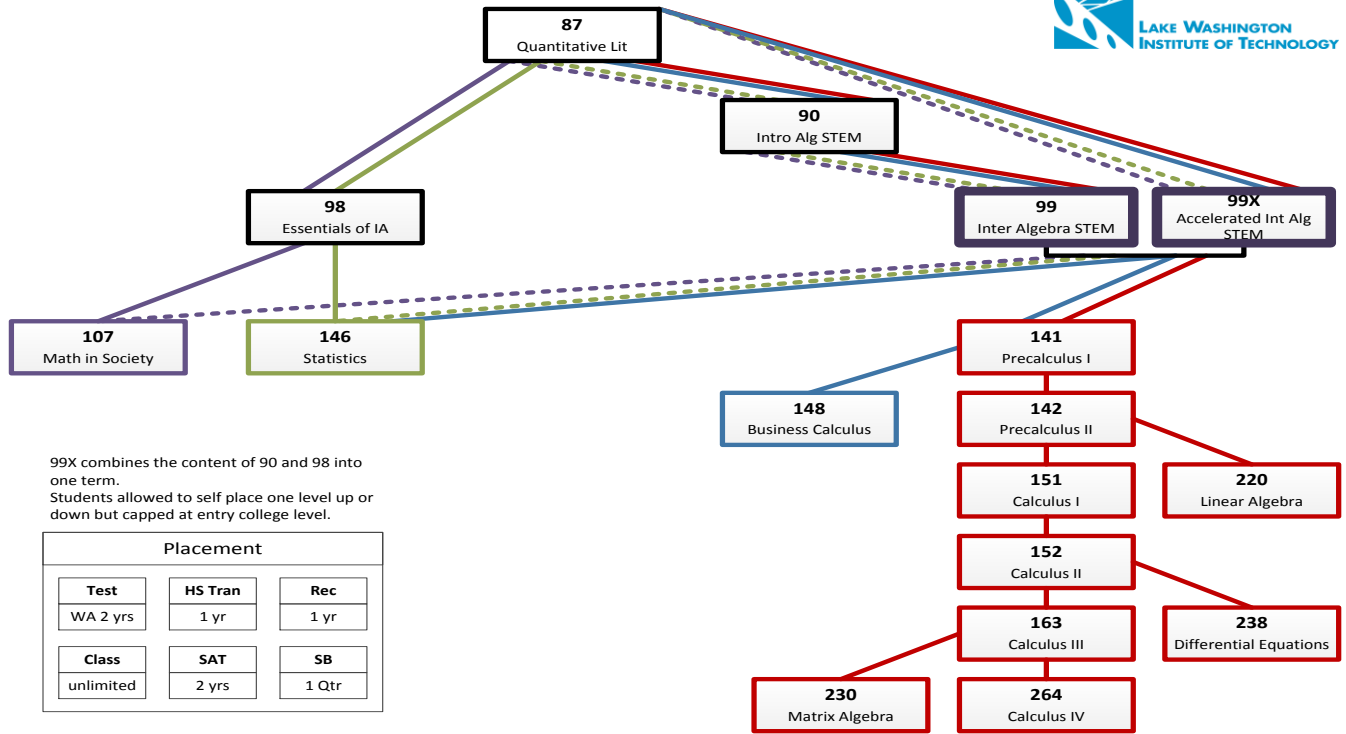 87
Quantitative Lit
LAKE WASHINGTON
INSTITUTE OF TECHNOLOGY
90
Intro Alg STEM
98
Essentials of IA
99
Inter Algebra STEM
99X
Accelerated Int Alg
STEM
107
Math in Society
146
Statistics
141
Precalculus I
148
Business Calculus
142
Precalculus II
151
Calculus I
220
Linear Algebra
152
Calculus II
163
Calculus III
238
Differential Equations
230
Matrix Algebra
264
Calculus IV
99X combines the content of 90 and 98 into
one term.
Students allowed to self place one level up or
down but capped at entry college level.
Placement
Test
WA 2 yrs
HS Tran
1 yr
Rec
1 yr
Class
unlimited
SAT
2 yrs
SB
1 Qtr